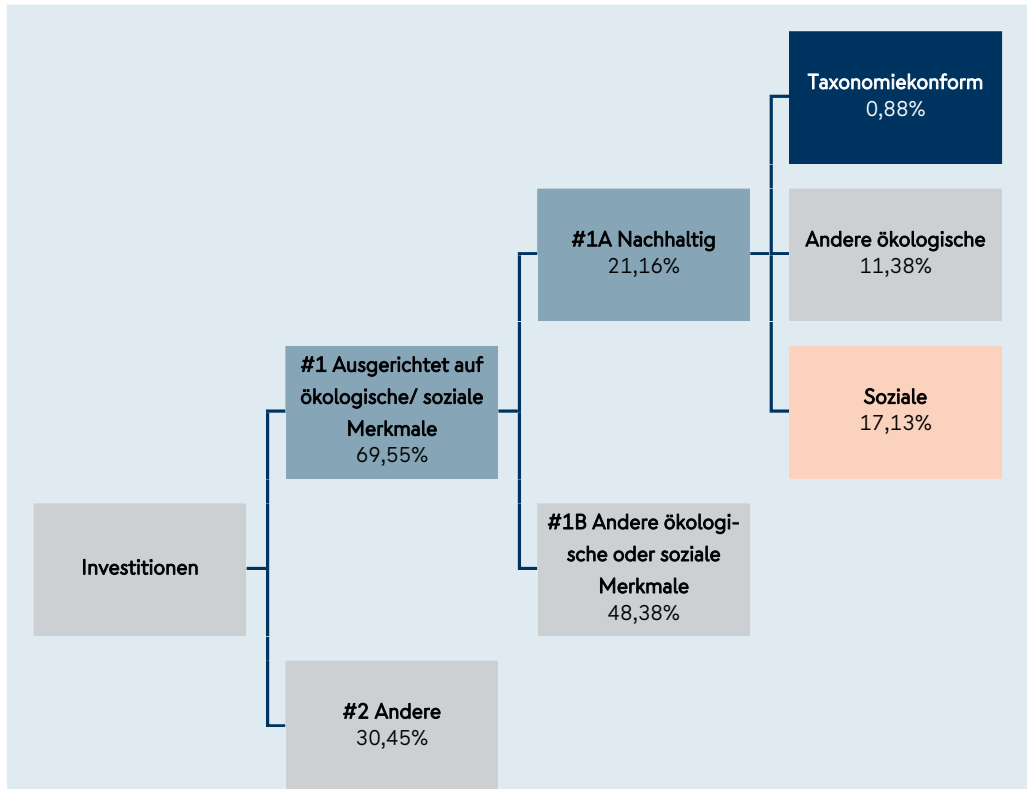 Taxonomiekonform
0,88%
#1A Nachhaltig
21,16%
Andere ökologische
11,38%
#1 Ausgerichtet auf
ökologische/ soziale
Merkmale
69,55%
Soziale
17,13%
Investitionen
#1B Andere ökologi-
sche oder soziale
Merkmale
48,38%
#2 Andere
30,45%